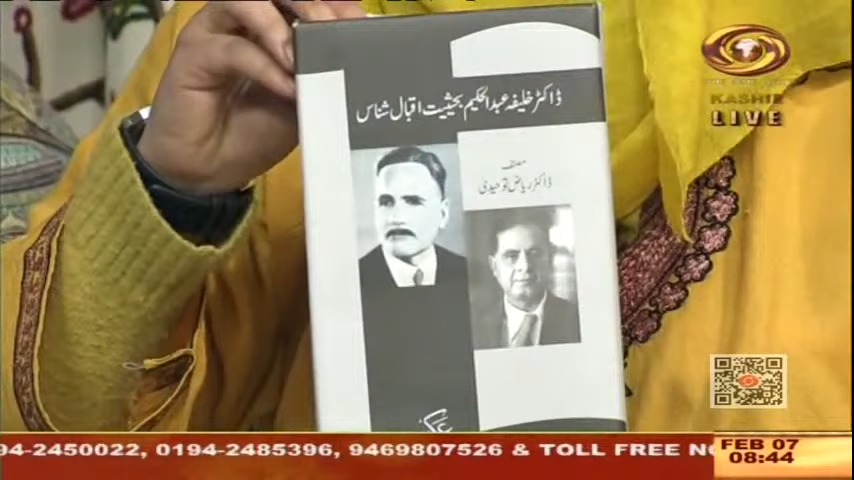 ڈاکٹر خلیفہ عبدالحکیم بحیثیت اقبال شناس
مصنف
ڈاکٹر ریاض توحیدی
KASHIR
LIVE
94-2450022, 0194-2485396, 9469807526 & TOLL FREE N
FEB 07
08:44